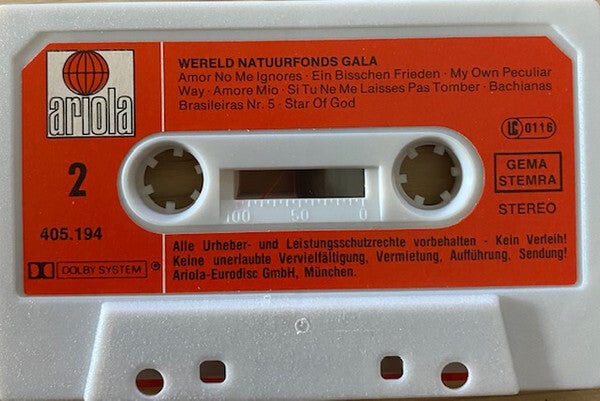 WERELD NATUURFONDS GALA
Amor No Me Ignores · Ein Bisschen Frieden · My Own Peculiar
Way · Amore Mio · Si Tu Ne Me Laisses Pas Tomber · Bachianas
Brasileiras Nr. 5 · Star Of God
ariola
LC 0116
2
GEMA
STEMRA
100 50 0
STEREO
405.194
Alle Urheber- und Leistungsschutzrechte vorbehalten - Kein Verleih!
Keine unerlaubte Vervielfältigung, Vermietung, Aufführung, Sendung!
Ariola-Eurodisc GmbH, München.
DOLBY SYSTEM ®